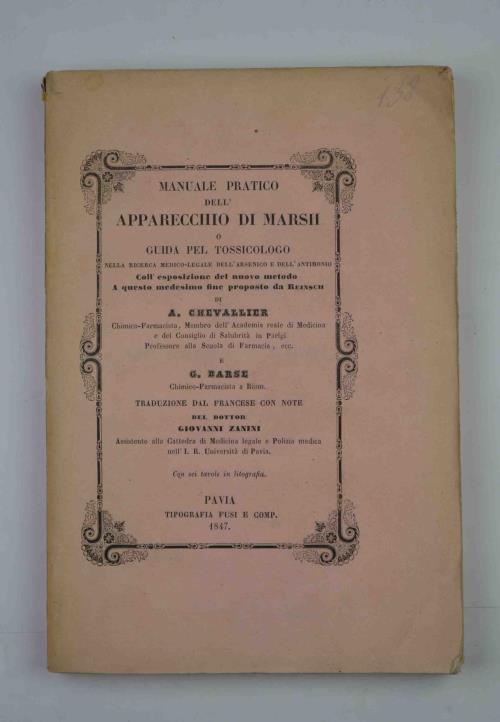 138
MANUALE PRATICO
DELL'
APPARECCHIO DI MARSH
O
GUIDA PEL TOSSICOLOGO
NELLA RICERCA MEDICO-LEGALE DELL'ARSENICO E DELL'ANTIMONIO
Coll' esposizione del nuovo metodo
A questo medesimo fine proposto da REINSCH
DI
A. CHEVALLIER
Chimico-Farmacista, Membro dell'Academia reale di Medicina
e del Consiglio di Salubrità in Parigi
Professore alla Scuola di Farmacia, ecc.
E
G. BARSE
Chimico-Farmacista a Riom.
TRADUZIONE DAL FRANCESE CON NOTE
DEL DOTTOR
GIOVANNI ZANINI
Assistente alla Cattedra di Medicina legale e Polizia medica
nell'I. R. Università di Pavia.
Con sei tavole in litografia.
PAVIA
TIPOGRAFIA FUSI E COMP.
1847.